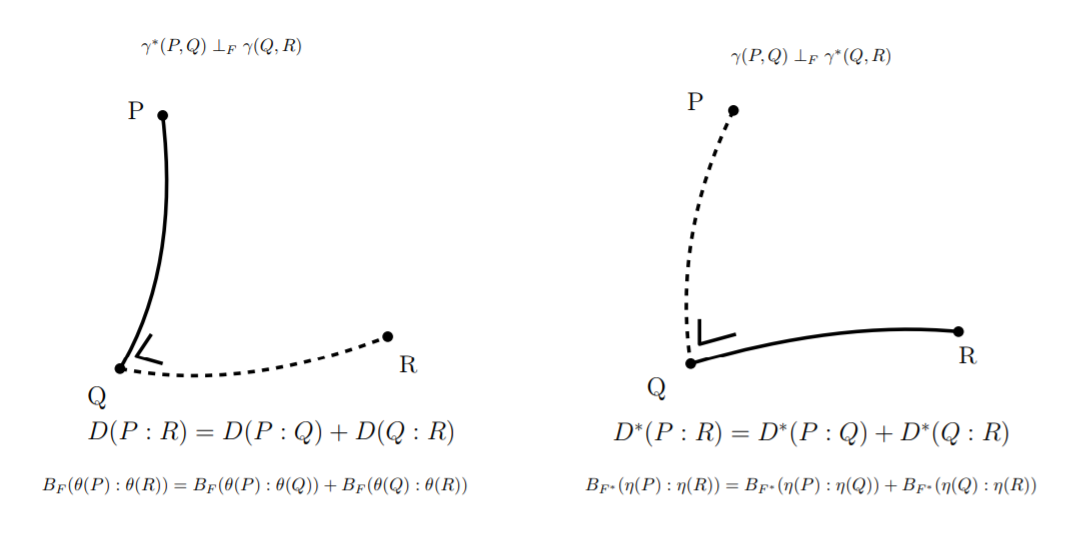 γ*(P, Q) ⊥_F γ(Q, R)
P
R
Q
D(P : R) = D(P : Q) + D(Q : R)
B_F(θ(P) : θ(R)) = B_F(θ(P) : θ(Q)) + B_F(θ(Q) : θ(R))
γ(P, Q) ⊥_F γ*(Q, R)
P
R
Q
D*(P : R) = D*(P : Q) + D*(Q : R)
B_{F*}(η(P) : η(R)) = B_{F*}(η(P) : η(Q)) + B_{F*}(η(Q) : η(R))